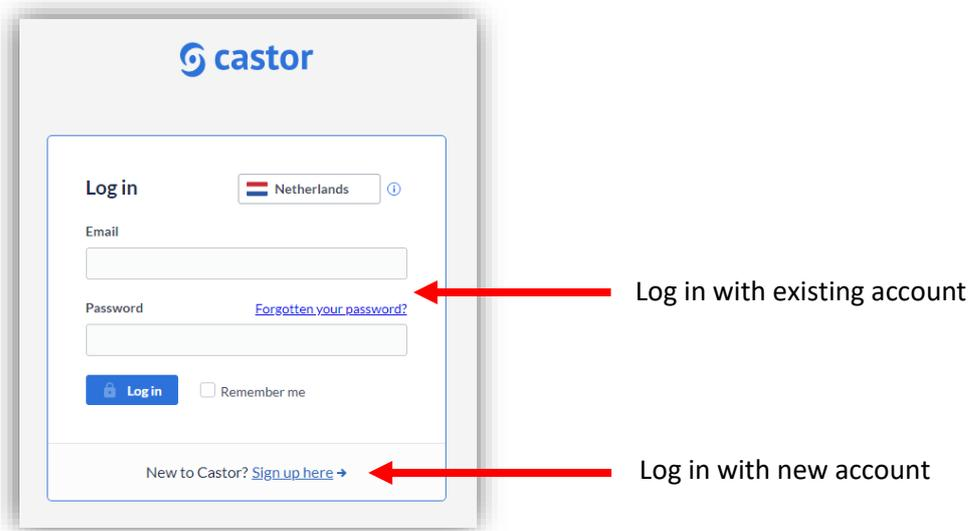 castor
Log in
Netherlands
Email
Password
Forgotten your password?
Log in
Remember me
New to Castor? Sign up here →
Log in with existing account
Log in with new account